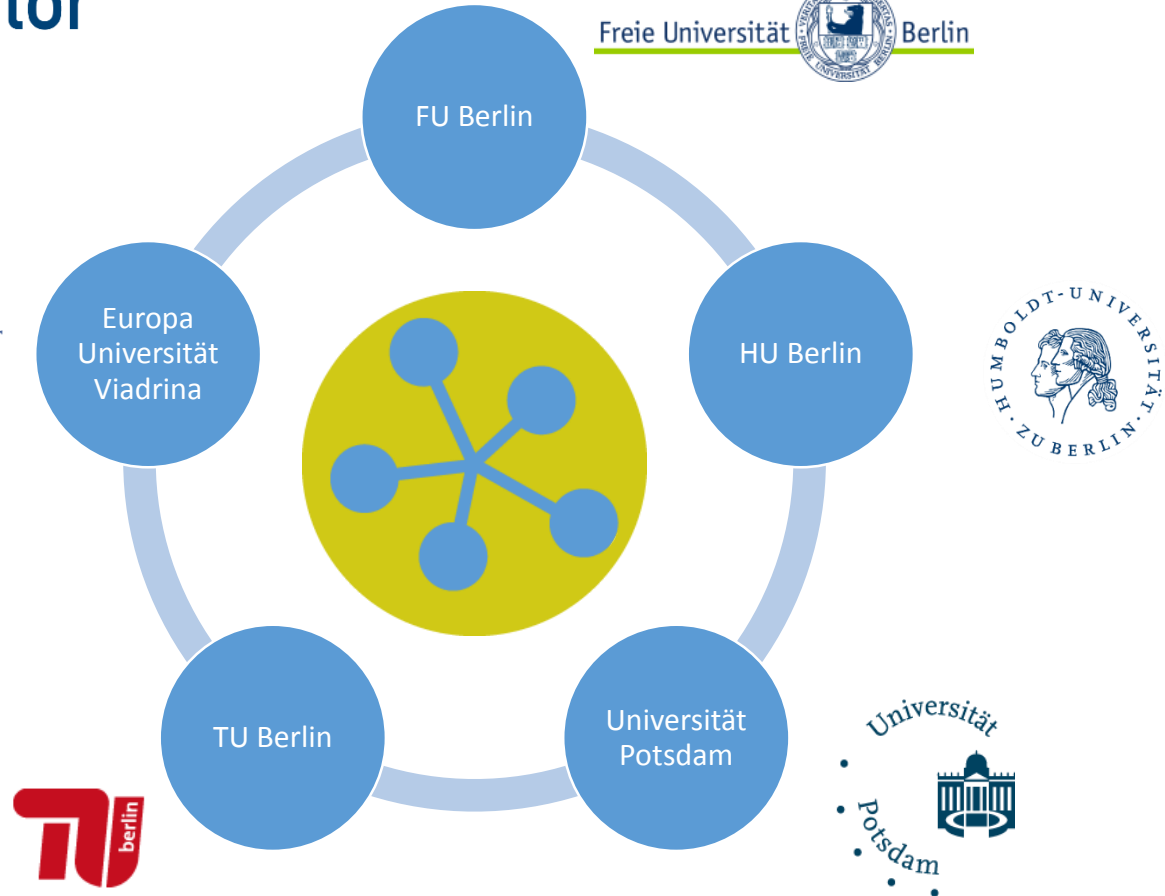 tor
Freie Universität Berlin
FU Berlin
Europa
Universität
Viadrina
HU Berlin
HUMBOLDT-UNIVERSITÄT
ZU BERLIN
TU Berlin
Universität
Potsdam
Universität
Potsdam
berlin